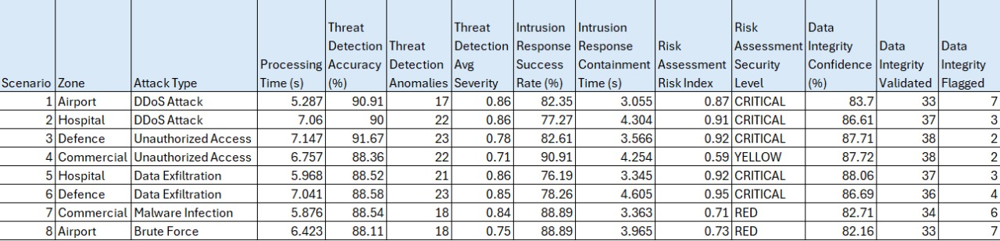 Scenario Zone Attack Type Processing Time (s) Threat Detection Accuracy (%) Threat Detection Anomalies Threat Detection Avg Severity Intrusion Response Success Rate (%) Intrusion Response Containment Time (s) Risk Assessment Risk Index Risk Assessment Security Level Data Integrity Confidence (%) Data Integrity Validated Data Integrity Flagged
1 Airport DDoS Attack 5.287 90.91 17 0.86 82.35 3.055 0.87 CRITICAL 83.7 33 7
2 Hospital DDoS Attack 7.06 90 22 0.86 77.27 4.304 0.91 CRITICAL 86.61 37 3
3 Defence Unauthorized Access 7.147 91.67 23 0.78 82.61 3.566 0.92 CRITICAL 87.71 38 2
4 Commercial Unauthorized Access 6.757 88.36 22 0.71 90.91 4.254 0.59 YELLOW 87.72 38 2
5 Hospital Data Exfiltration 5.968 88.52 21 0.86 76.19 3.345 0.92 CRITICAL 88.06 37 3
6 Defence Data Exfiltration 7.041 88.58 23 0.85 78.26 4.605 0.95 CRITICAL 86.69 36 4
7 Commercial Malware Infection 5.876 88.54 18 0.84 88.89 3.363 0.71 RED 82.71 34 6
8 Airport Brute Force 6.423 88.11 18 0.75 88.89 3.965 0.73 RED 82.16 33 7